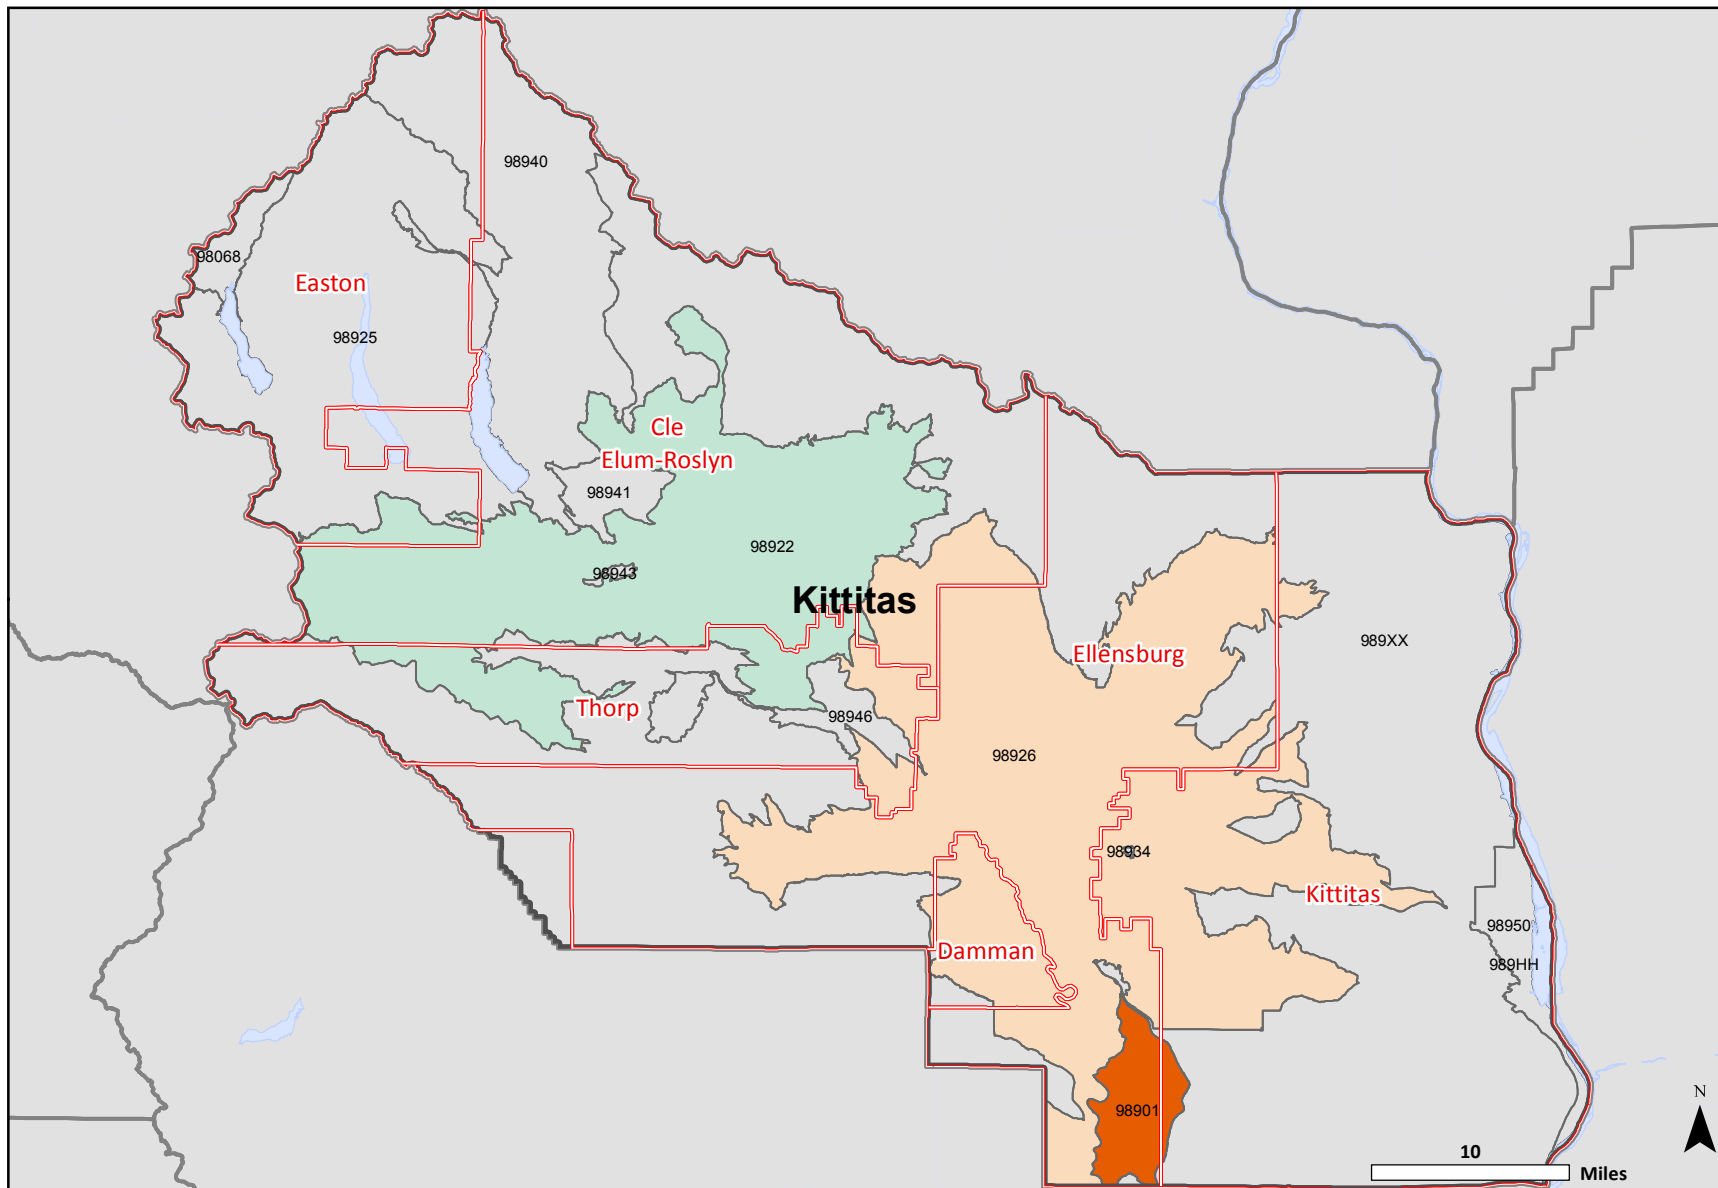 98940
98068
Easton
98925
Cle
Elum-Roslyn
98941
98922
98943
Kittitas
989XX
Ellensburg
Thorp
98946
98926
98934
Kittitas
98950
Damman
989HH
98901
N
10
Miles